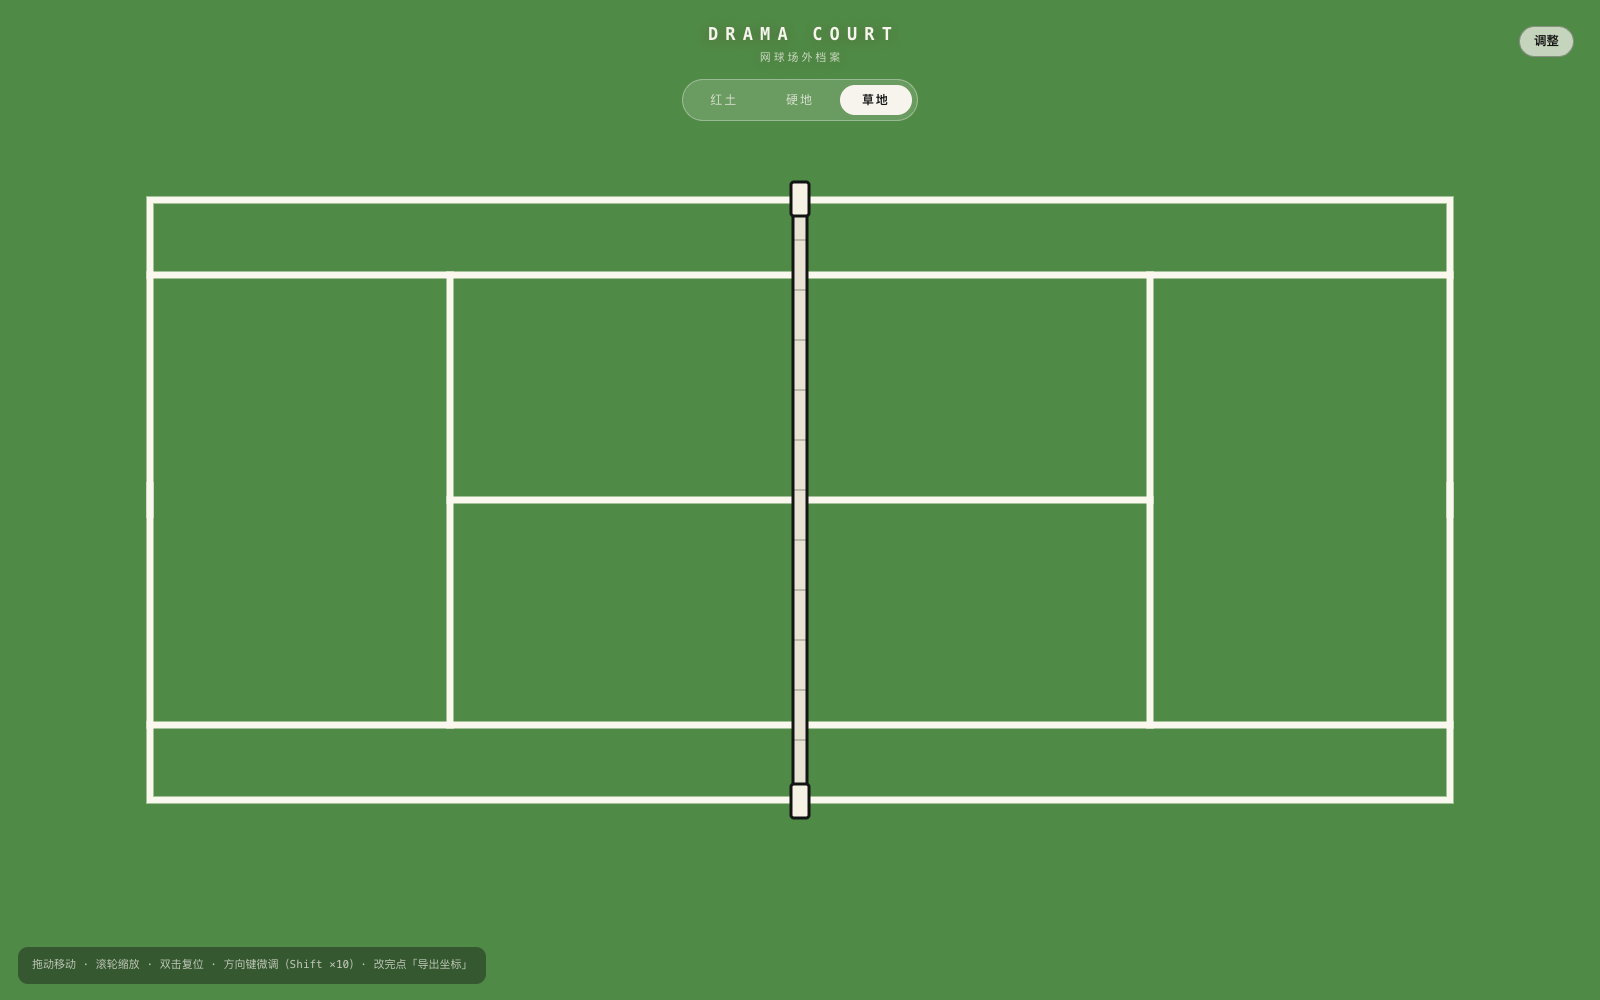 DRAMA COURT
网球场外档案
调整
红土 硬地 草地
拖动移动 · 滚轮缩放 · 双击复位 · 方向键微调 (Shift ×10) · 改完点「导出坐标」